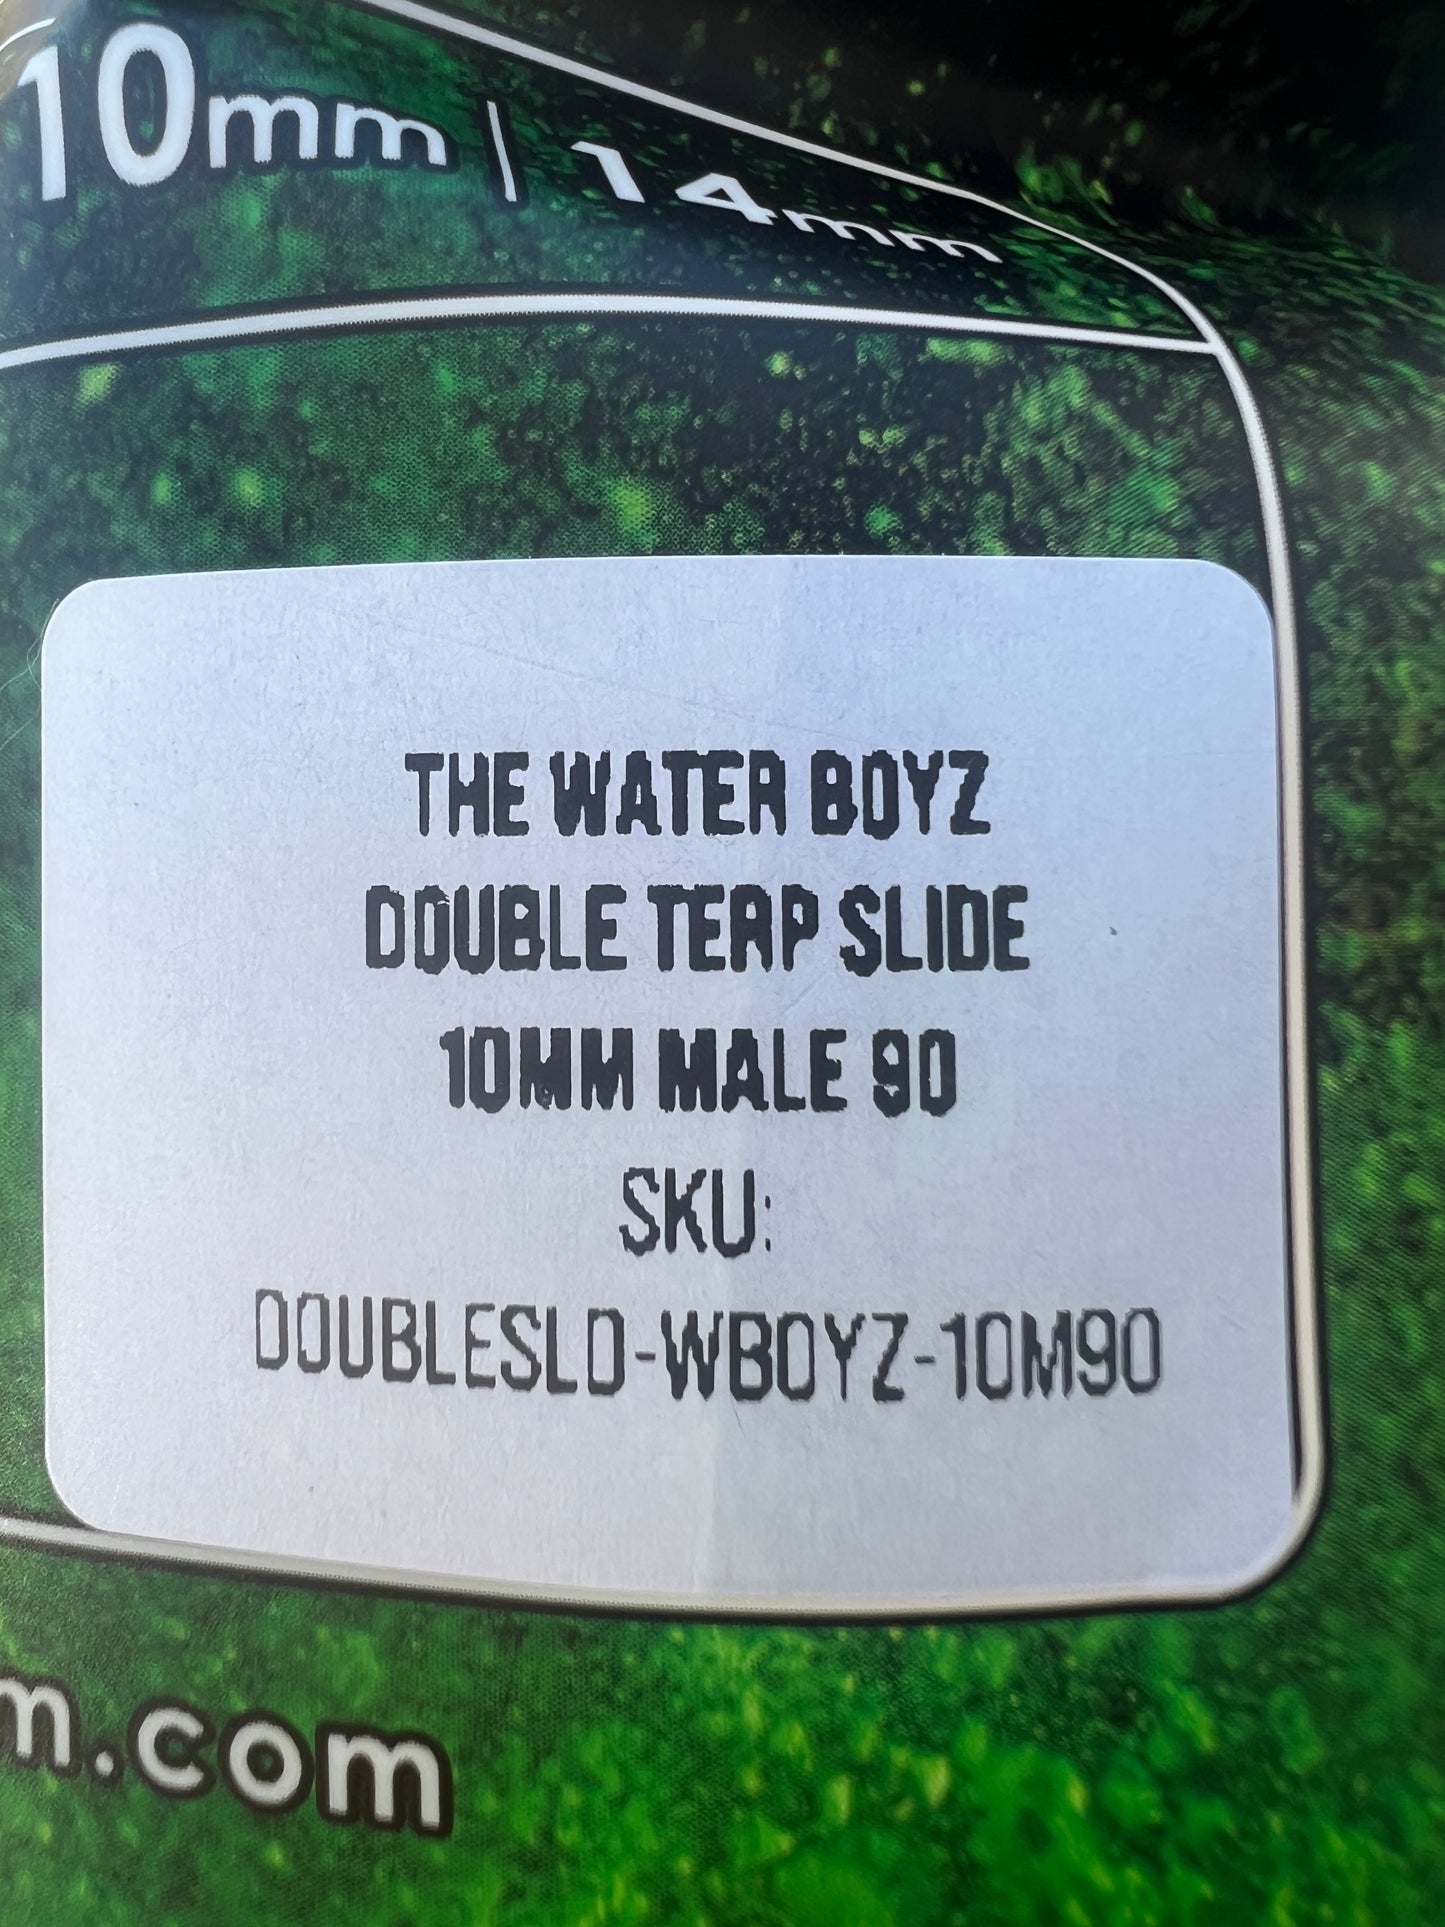 10mm | 14mm
THE WATER BOYZ
DOUBLE TERP SLIDE
10MM MALE 90
SKU:
DOUBLESLD-WBOYZ-10M90
m.com